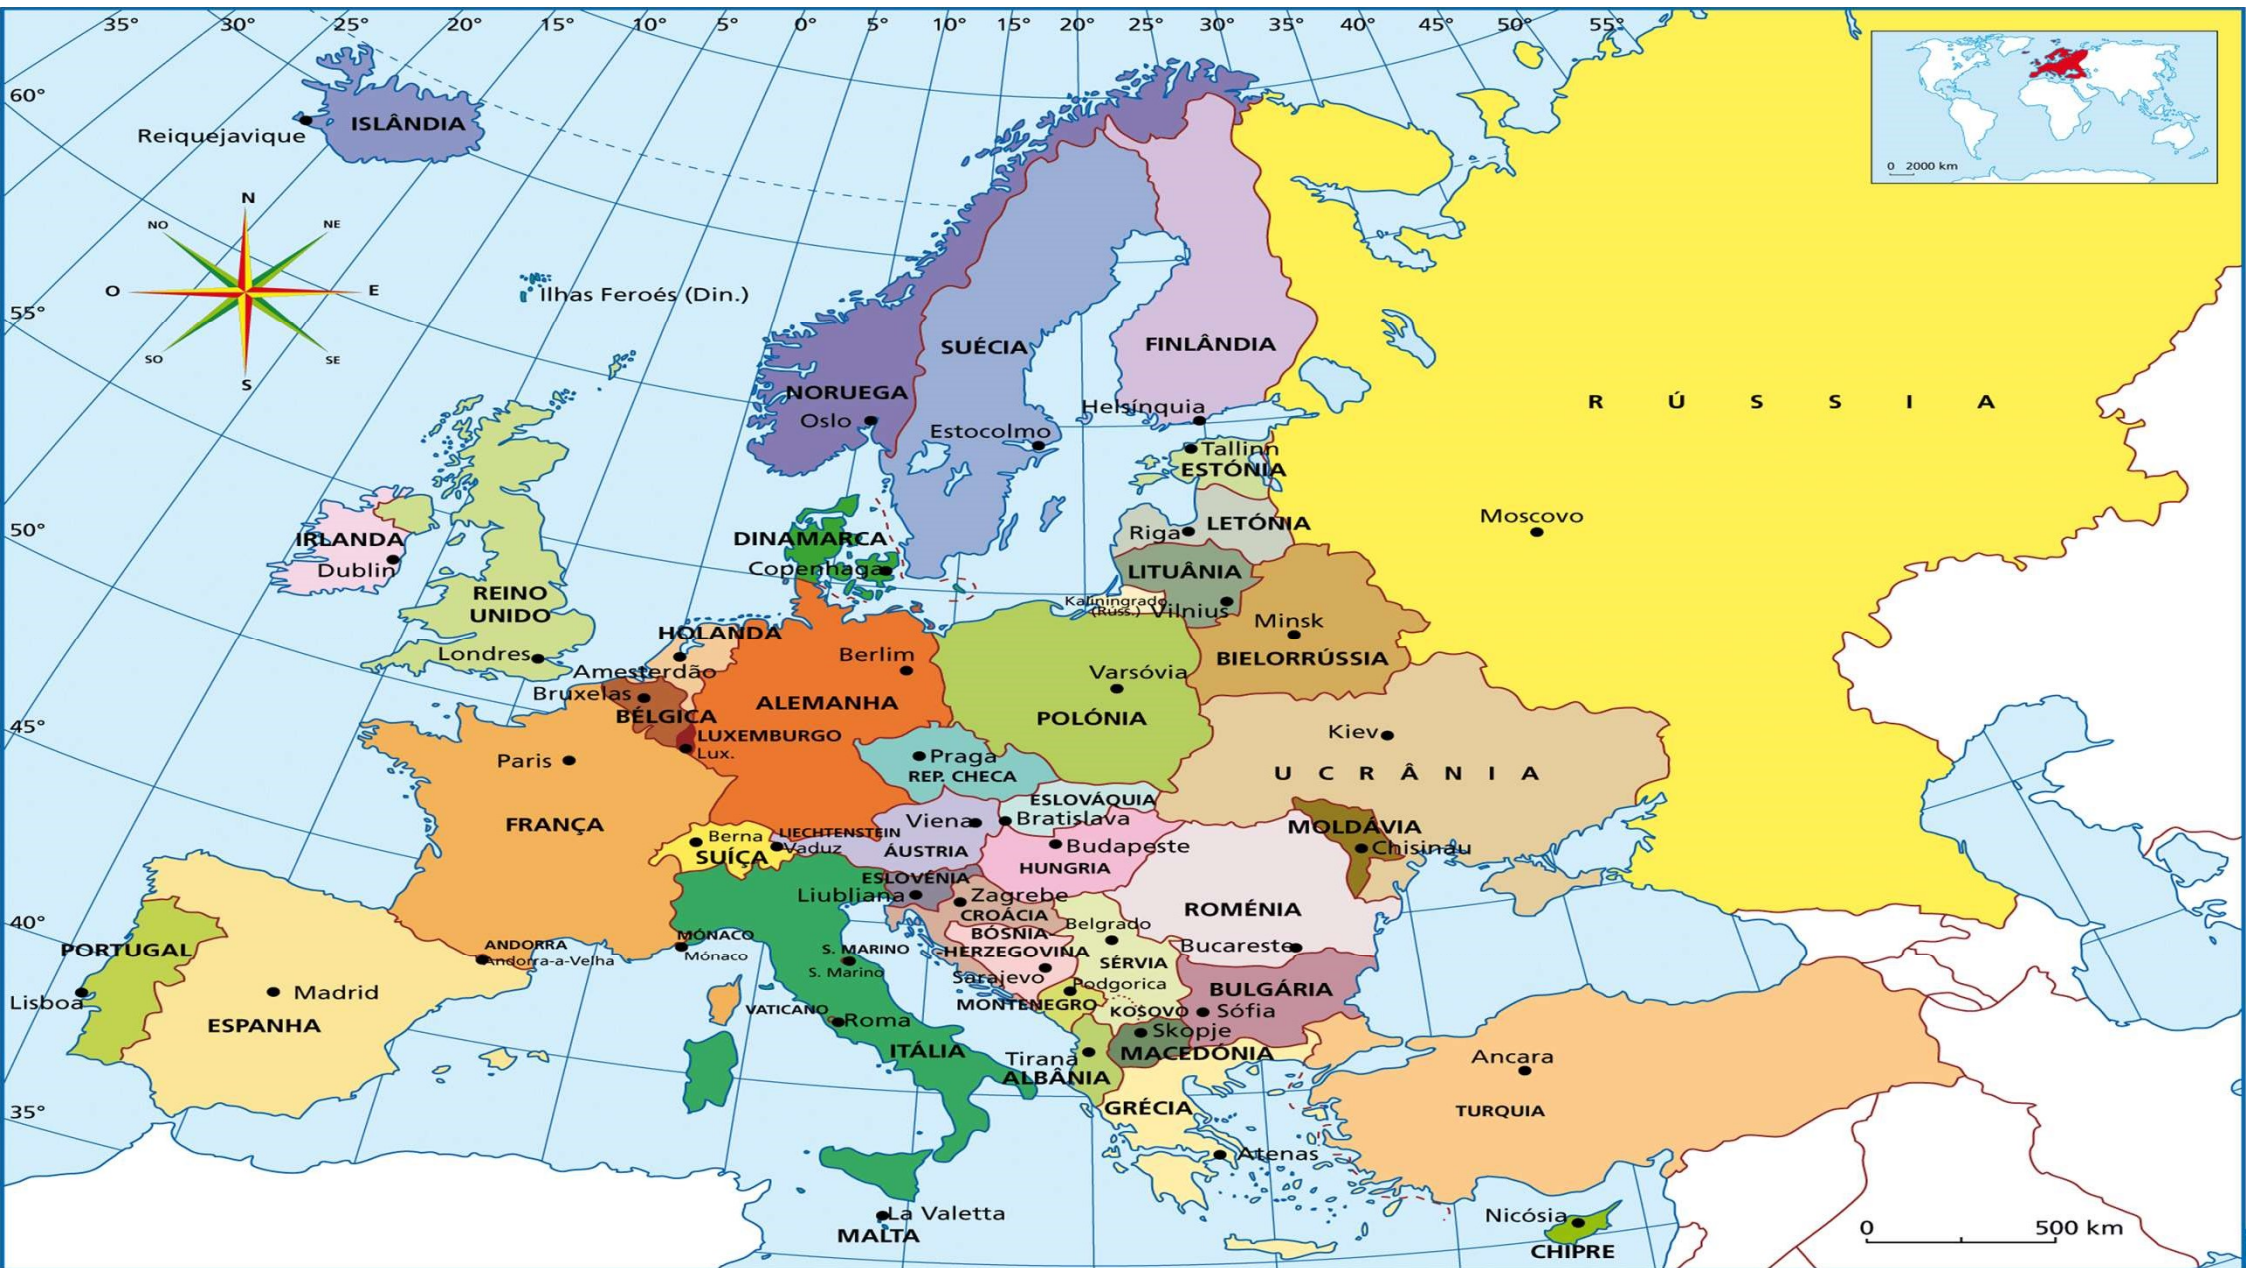 35° 30° 25° 20° 15° 10° 5° 0° 5° 10° 15° 20° 25° 30° 35° 40° 45° 50° 55°
60°
55°
50°
45°
40°
35°
ISLÂNDIA
Reiquejavique
N
NO
NE
O
E
SO
SE
S
0 2000 km
Ilhas Feroés (Din.)
SUÉCIA
FINLÂNDIA
NORUEGA
Oslo
Estocolmo
Helsínquia
RÚSSIA
Moscovo
Tallinn
ESTÓNIA
Riga
LETÓNIA
LITUÂNIA
Kaliningrado
(Rúss.)
Vilnius
Minsk
BIELORRÚSSIA
IRLANDA
Dublin
REINO
UNIDO
Londres
DINAMARCA
Copenhaga
HOLANDA
Amesterdão
Bruxelas
BÉLGICA
LUXEMBURGO
Lux.
Berlim
ALEMANHA
Varsóvia
POLÓNIA
Kiev
UCRÂNIA
Praga
REP. CHECA
ESLOVÁQUIA
Bratislava
Paris
FRANÇA
Berna
SUÍÇA
LIECHTENSTEIN
Vaduz
Viena
ÁUSTRIA
Budapeste
HUNGRIA
MOLDÁVIA
Chisinau
ESLOVÉNIA
Liubliana
Zagrebe
CROÁCIA
BÓSNIA-
-HERZEGOVINA
Sarajevo
Belgrado
SÉRVIA
ROMÉNIA
Bucareste
PORTUGAL
Lisboa
Madrid
ESPANHA
ANDORRA
Andorra-a-Velha
MÓNACO
Mónaco
S. MARINO
S. Marino
VATICANO
Roma
ITÁLIA
Podgorica
MONTENEGRO
KOSOVO
BULGÁRIA
Sófia
Skopje
MACEDÓNIA
Tirana
ALBÂNIA
GRÉCIA
Atenas
Ancara
TURQUIA
La Valetta
MALTA
Nicósia
CHIPRE
0 500 km